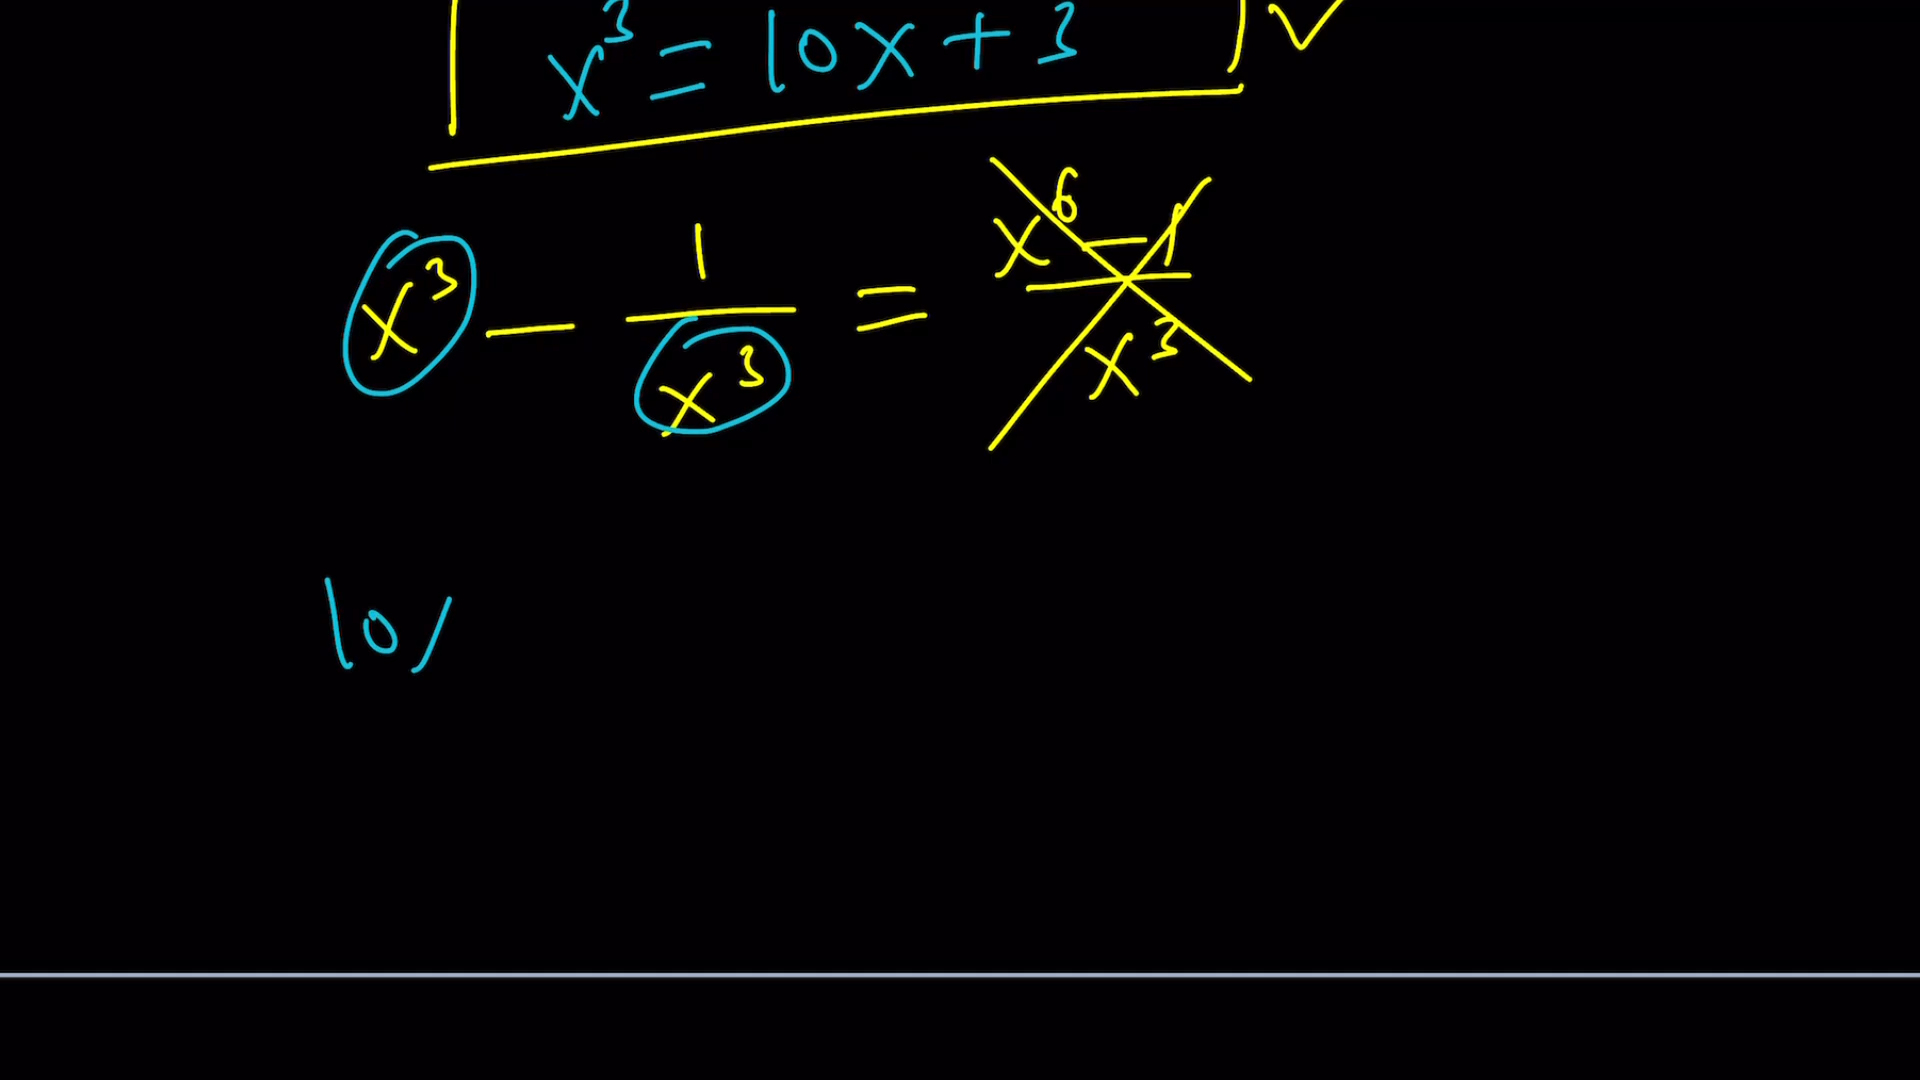 x³ = 10x + 3
x³ − 1/x³ = x⁶ − 1/x³
10